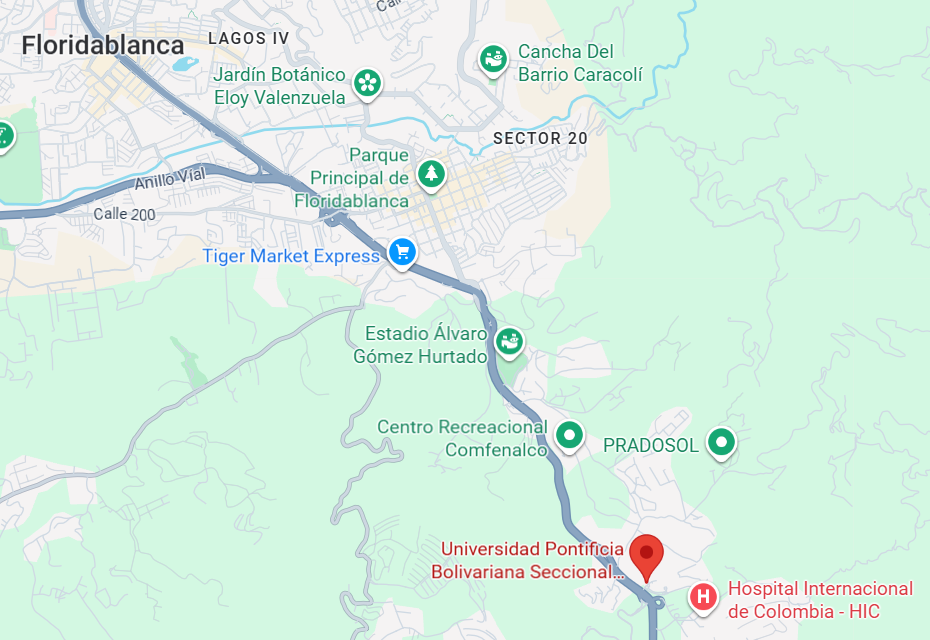 Floridablanca
LAGOS IV
Jardín Botánico
Eloy Valenzuela
Cancha Del
Barrio Caracolí
SECTOR 20
Parque
Principal de
Floridablanca
Anillo Vial
Calle 200
Tiger Market Express
Estadio Álvaro
Gómez Hurtado
Centro Recreacional
Comfenalco
PRADOSOL
Universidad Pontificia
Bolivariana Seccional...
H
Hospital Internacional
de Colombia - HIC